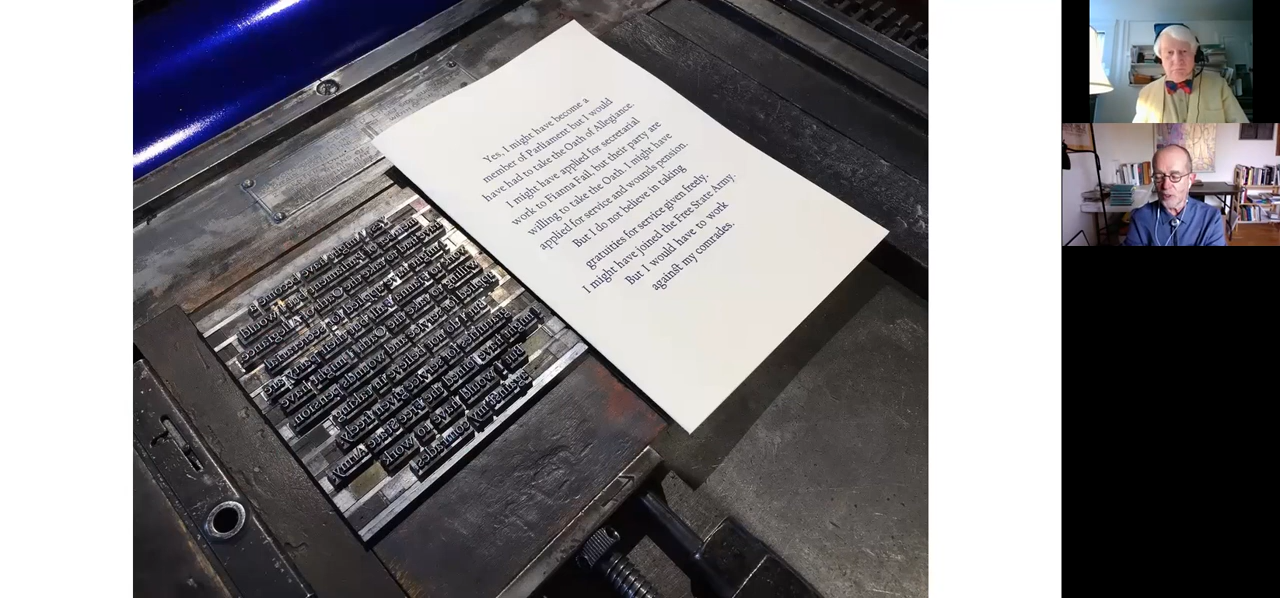 Yes, I might have become a
member of Parliament but I would
have had to take the Oath of Allegiance.
I might have applied for secretarial
work to Fianna Fail, but their party are
willing to take the Oath. I might have
applied for service and wounds pension.
But I do not believe in taking
gratuities for service given freely.
I might have joined the Free State Army.
But I would have to work
against my comrades.